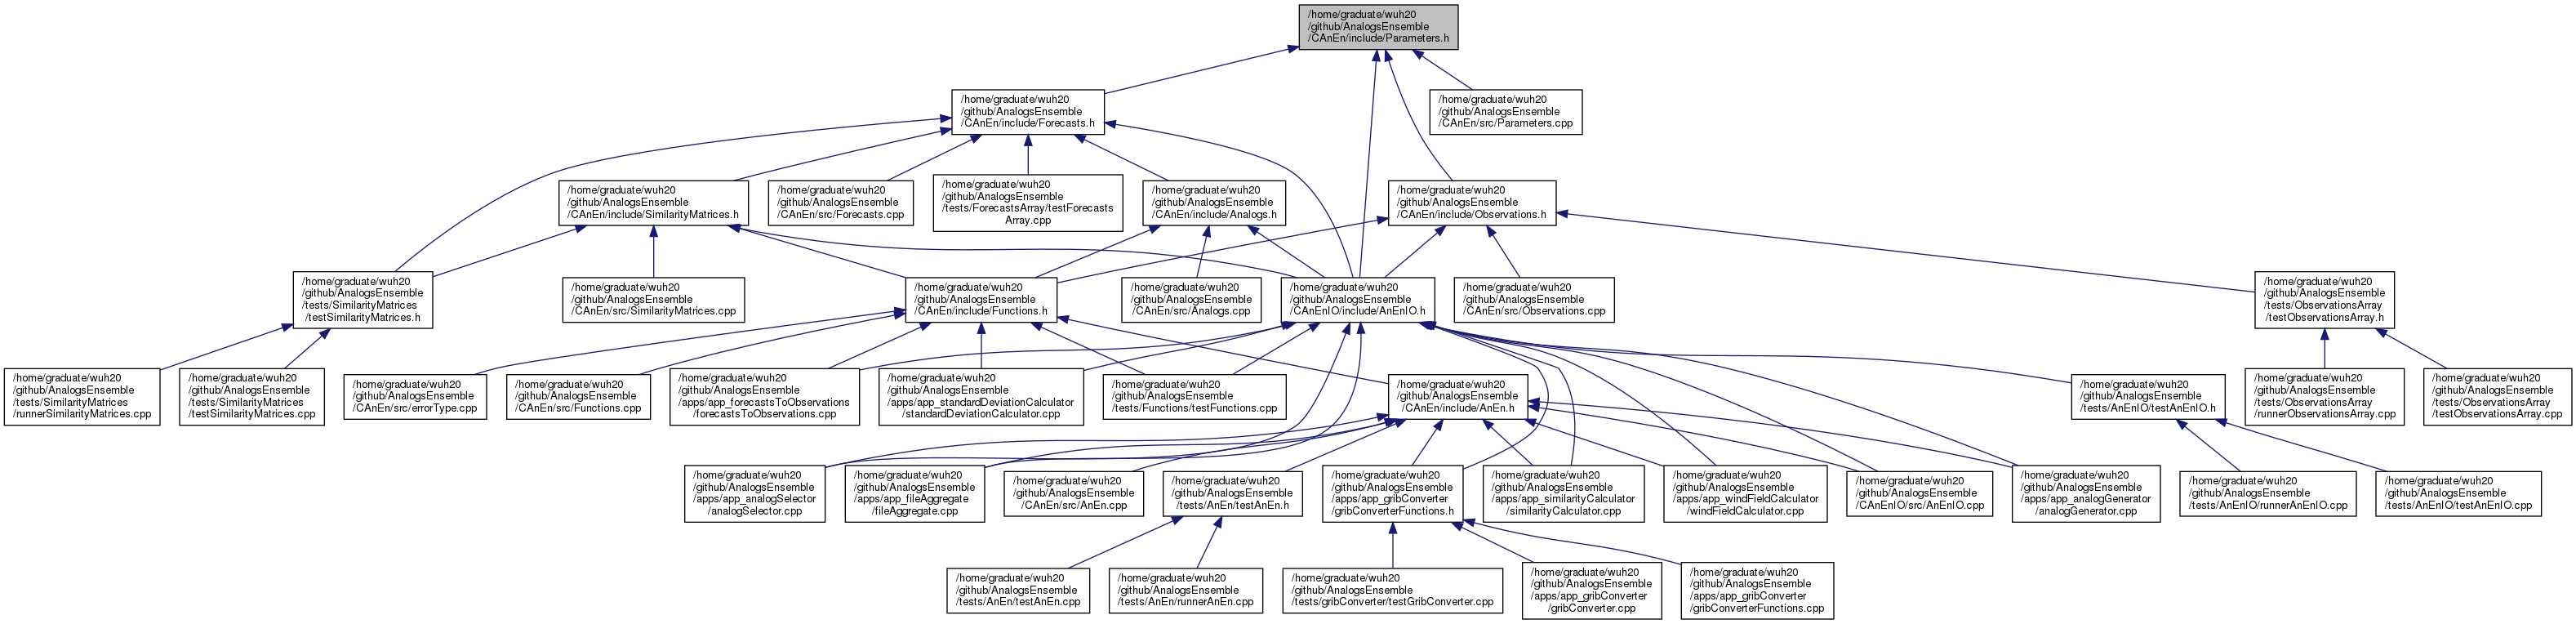 /home/graduate/wuh20
/github/AnalogsEnsemble
/CAnEn/include/Parameters.h
/home/graduate/wuh20
/github/AnalogsEnsemble
/CAnEn/include/Forecasts.h
/home/graduate/wuh20
/github/AnalogsEnsemble
/CAnEn/src/Parameters.cpp
/home/graduate/wuh20
/github/AnalogsEnsemble
/CAnEn/include/SimilarityMatrices.h
/home/graduate/wuh20
/github/AnalogsEnsemble
/CAnEn/src/Forecasts.cpp
/home/graduate/wuh20
/github/AnalogsEnsemble
/tests/ForecastsArray/testForecasts
Array.cpp
/home/graduate/wuh20
/github/AnalogsEnsemble
/CAnEn/include/Analogs.h
/home/graduate/wuh20
/github/AnalogsEnsemble
/CAnEn/include/Observations.h
/home/graduate/wuh20
/github/AnalogsEnsemble
/tests/SimilarityMatrices
/testSimilarityMatrices.h
/home/graduate/wuh20
/github/AnalogsEnsemble
/CAnEn/src/SimilarityMatrices.cpp
/home/graduate/wuh20
/github/AnalogsEnsemble
/CAnEn/include/Functions.h
/home/graduate/wuh20
/github/AnalogsEnsemble
/CAnEn/src/Analogs.cpp
/home/graduate/wuh20
/github/AnalogsEnsemble
/CAnEnIO/include/AnEnIO.h
/home/graduate/wuh20
/github/AnalogsEnsemble
/CAnEn/src/Observations.cpp
/home/graduate/wuh20
/github/AnalogsEnsemble
/tests/ObservationsArray
/testObservationsArray.h
/home/graduate/wuh20
/github/AnalogsEnsemble
/tests/SimilarityMatrices
/runnerSimilarityMatrices.cpp
/home/graduate/wuh20
/github/AnalogsEnsemble
/tests/SimilarityMatrices
/testSimilarityMatrices.cpp
/home/graduate/wuh20
/github/AnalogsEnsemble
/CAnEn/src/errorType.cpp
/home/graduate/wuh20
/github/AnalogsEnsemble
/CAnEn/src/Functions.cpp
/home/graduate/wuh20
/github/AnalogsEnsemble
/apps/app_forecastsToObservations
/forecastsToObservations.cpp
/home/graduate/wuh20
/github/AnalogsEnsemble
/apps/app_standardDeviationCalculator
/standardDeviationCalculator.cpp
/home/graduate/wuh20
/github/AnalogsEnsemble
/tests/Functions/testFunctions.cpp
/home/graduate/wuh20
/github/AnalogsEnsemble
/CAnEn/include/AnEn.h
/home/graduate/wuh20
/github/AnalogsEnsemble
/tests/AnEnIO/testAnEnIO.h
/home/graduate/wuh20
/github/AnalogsEnsemble
/tests/ObservationsArray
/runnerObservationsArray.cpp
/home/graduate/wuh20
/github/AnalogsEnsemble
/tests/ObservationsArray
/testObservationsArray.cpp
/home/graduate/wuh20
/github/AnalogsEnsemble
/apps/app_analogSelector
/analogSelector.cpp
/home/graduate/wuh20
/github/AnalogsEnsemble
/apps/app_fileAggregate
/fileAggregate.cpp
/home/graduate/wuh20
/github/AnalogsEnsemble
/CAnEn/src/AnEn.cpp
/home/graduate/wuh20
/github/AnalogsEnsemble
/tests/AnEn/testAnEn.h
/home/graduate/wuh20
/github/AnalogsEnsemble
/apps/app_gribConverter
/gribConverterFunctions.h
/home/graduate/wuh20
/github/AnalogsEnsemble
/apps/app_similarityCalculator
/similarityCalculator.cpp
/home/graduate/wuh20
/github/AnalogsEnsemble
/apps/app_windFieldCalculator
/windFieldCalculator.cpp
/home/graduate/wuh20
/github/AnalogsEnsemble
/CAnEnIO/src/AnEnIO.cpp
/home/graduate/wuh20
/github/AnalogsEnsemble
/apps/app_analogGenerator
/analogGenerator.cpp
/home/graduate/wuh20
/github/AnalogsEnsemble
/tests/AnEnIO/runnerAnEnIO.cpp
/home/graduate/wuh20
/github/AnalogsEnsemble
/tests/AnEnIO/testAnEnIO.cpp
/home/graduate/wuh20
/github/AnalogsEnsemble
/tests/AnEn/testAnEn.cpp
/home/graduate/wuh20
/github/AnalogsEnsemble
/tests/AnEn/runnerAnEn.cpp
/home/graduate/wuh20
/github/AnalogsEnsemble
/tests/gribConverter/testGribConverter.cpp
/home/graduate/wuh20
/github/AnalogsEnsemble
/apps/app_gribConverter
/gribConverter.cpp
/home/graduate/wuh20
/github/AnalogsEnsemble
/apps/app_gribConverter
/gribConverterFunctions.cpp